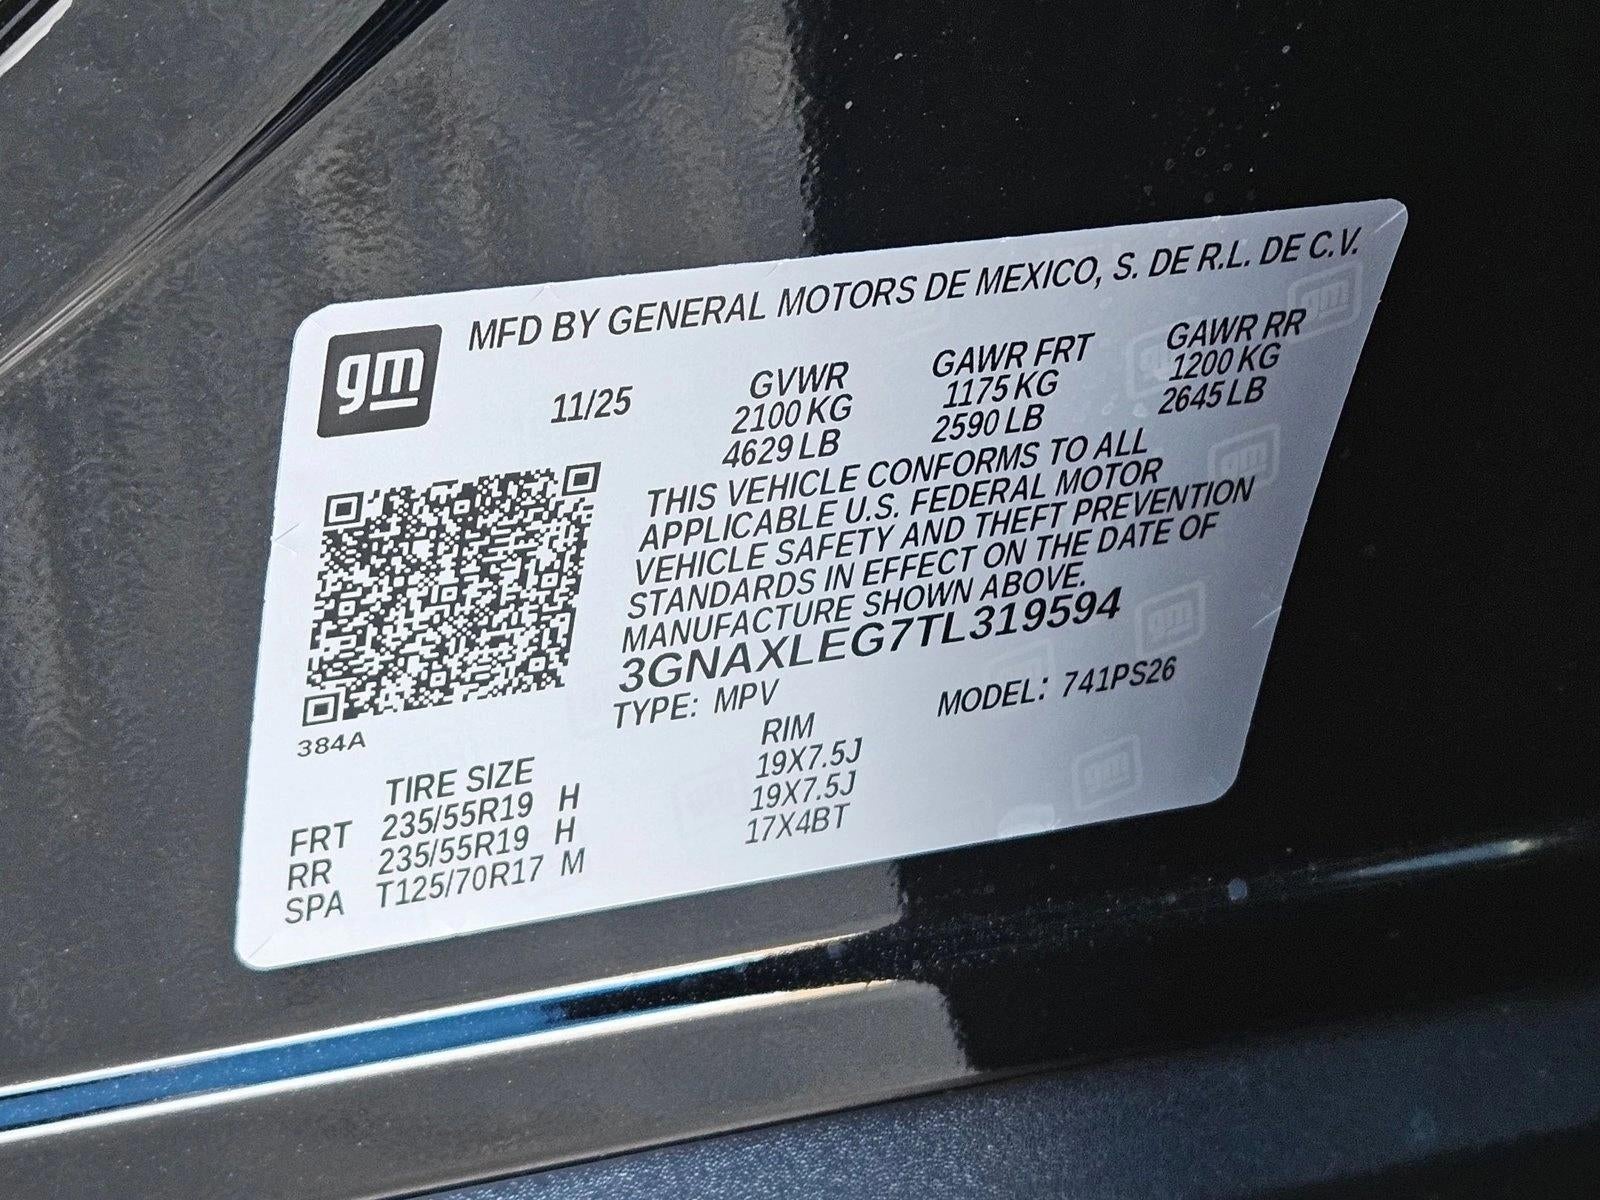 gm
MFD BY GENERAL MOTORS DE MEXICO, S. DE R.L. DE C.V.
11/25 GVWR GAWR FRT GAWR RR
2100 KG 1175 KG 1200 KG
4629 LB 2590 LB 2645 LB
THIS VEHICLE CONFORMS TO ALL
APPLICABLE U.S. FEDERAL MOTOR
VEHICLE SAFETY AND THEFT PREVENTION
STANDARDS IN EFFECT ON THE DATE OF
MANUFACTURE SHOWN ABOVE.
3GNAXLEG7TL319594
TYPE: MPV MODEL: 741PS26
384A
TIRE SIZE RIM
FRT 235/55R19 H 19X7.5J
RR 235/55R19 H 19X7.5J
SPA T125/70R17 M 17X4BT